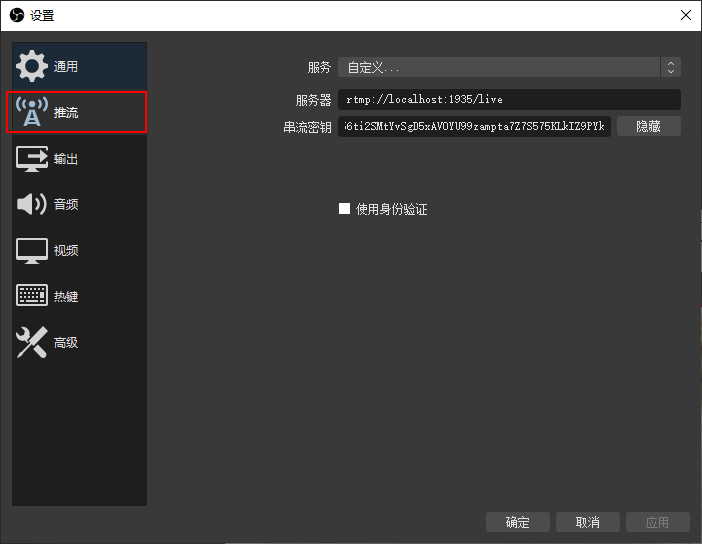 设置
通用
推流
输出
音频
视频
热键
高级
服务 自定义...
服务器 rtmp://localhost:1935/live
串流密钥 6ti2SMtYvSgD5xAVOYU99zampta7Z7S575KLkIZ9PYk 隐藏
使用身份验证
确定 取消 应用